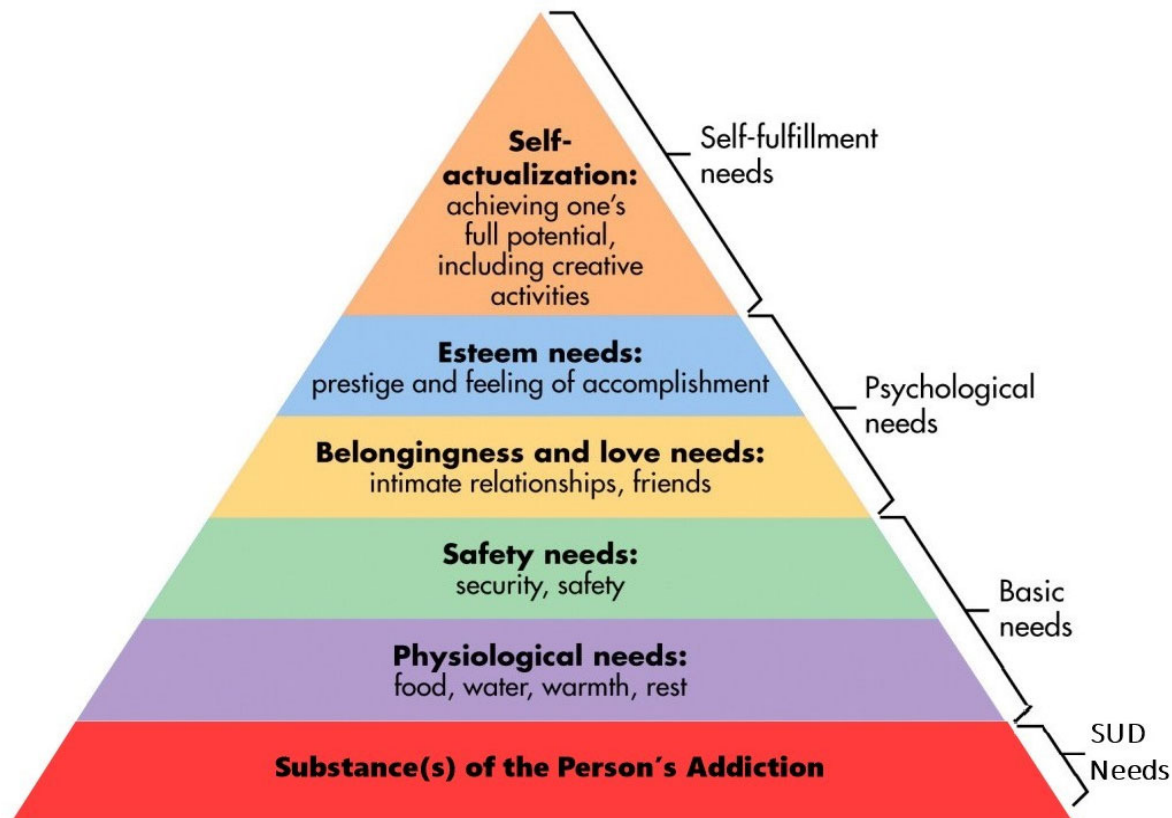 Self-
actualization:
achieving one's
full potential,
including creative
activities
Self-fulfillment
needs
Esteem needs:
prestige and feeling of accomplishment
Psychological
needs
Belongingness and love needs:
intimate relationships, friends
Safety needs:
security, safety
Basic
needs
Physiological needs:
food, water, warmth, rest
SUD
Needs
Substance(s) of the Person's Addiction